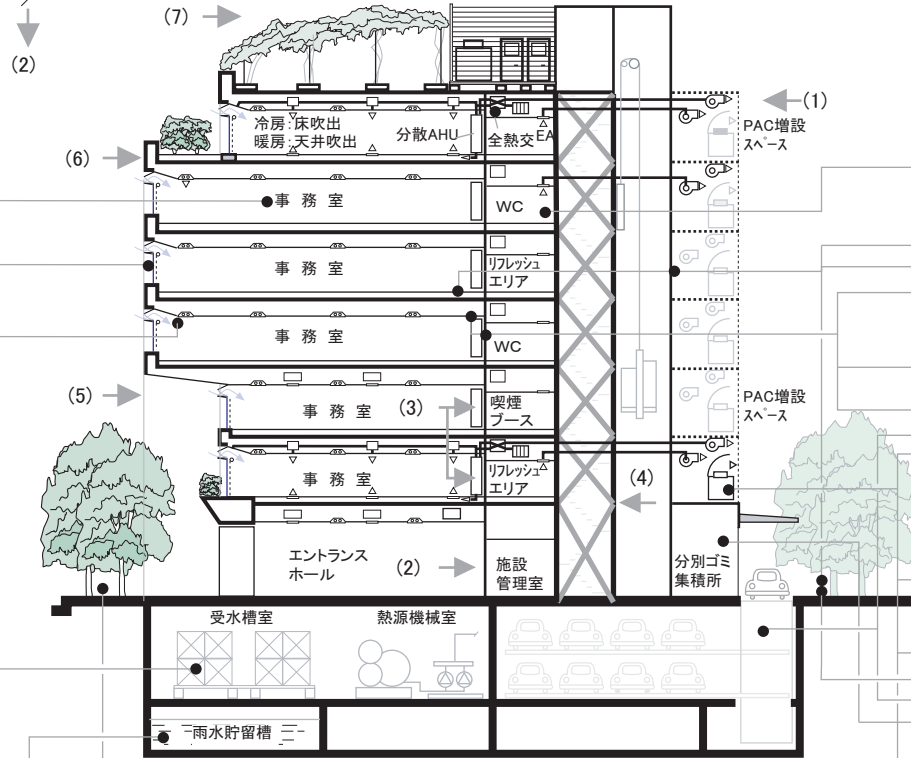 (7)
(2)
(1)
冷房:床吹出
暖房:天井吹出
分散AHU
全熱交
EA
PAC増設
スペース
(6)
事 務 室
WC
事 務 室
リフレッシュ
エリア
事 務 室
WC
(5)
事 務 室
(3)
喫煙
ブース
PAC増設
スペース
事 務 室
リフレッシュ
エリア
(4)
エントランス
ホール
(2)
施設
管理室
分別ゴミ
集積所
受水槽室
熱源機械室
雨水貯留槽